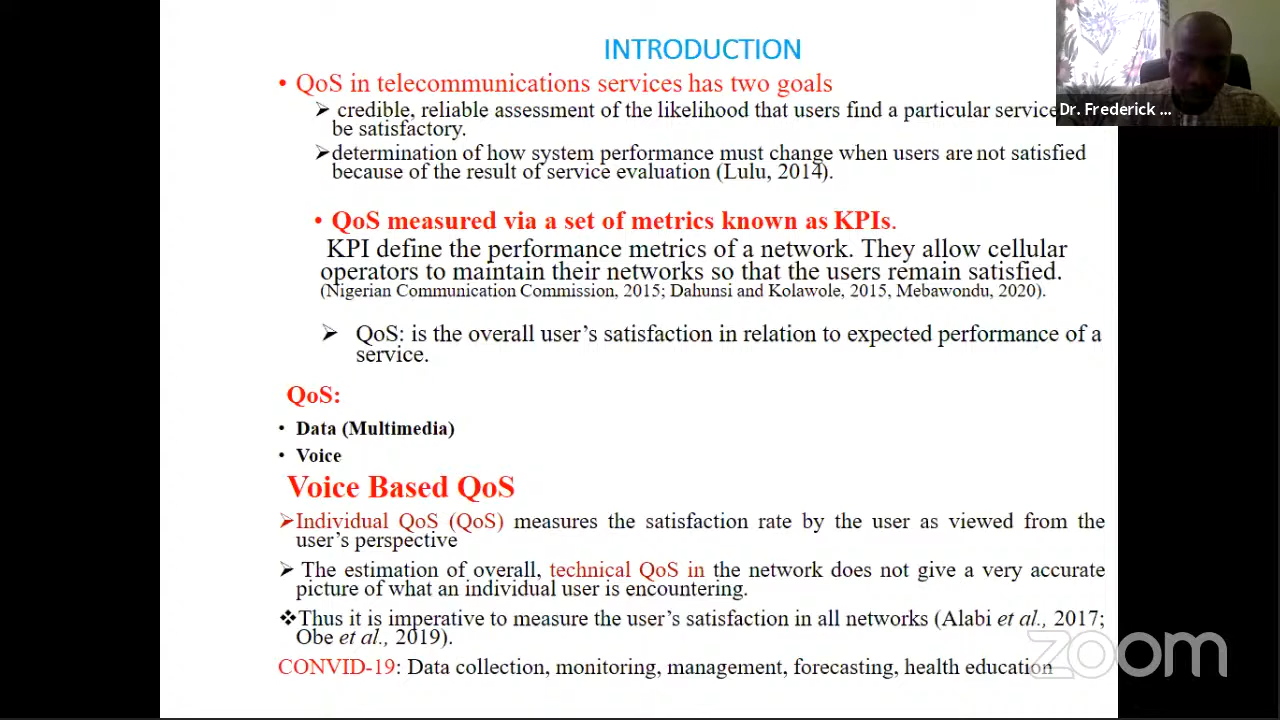 INTRODUCTION
• QoS in telecommunications services has two goals
➢ credible, reliable assessment of the likelihood that users find a particular service
be satisfactory.
➢determination of how system performance must change when users are not satisfied
because of the result of service evaluation (Lulu, 2014).
• QoS measured via a set of metrics known as KPIs.
KPI define the performance metrics of a network. They allow cellular
operators to maintain their networks so that the users remain satisfied.
(Nigerian Communication Commission, 2015; Dahunsi and Kolawole, 2015, Mebawondu, 2020).
➢ QoS: is the overall user's satisfaction in relation to expected performance of a
service.
QoS:
• Data (Multimedia)
• Voice
Voice Based QoS
➢Individual QoS (QoS) measures the satisfaction rate by the user as viewed from the
user's perspective
➢ The estimation of overall, technical QoS in the network does not give a very accurate
picture of what an individual user is encountering.
❖Thus it is imperative to measure the user's satisfaction in all networks (Alabi et al., 2017;
Obe et al., 2019).
CONVID-19: Data collection, monitoring, management, forecasting, health education
Dr. Frederick ...
zoom